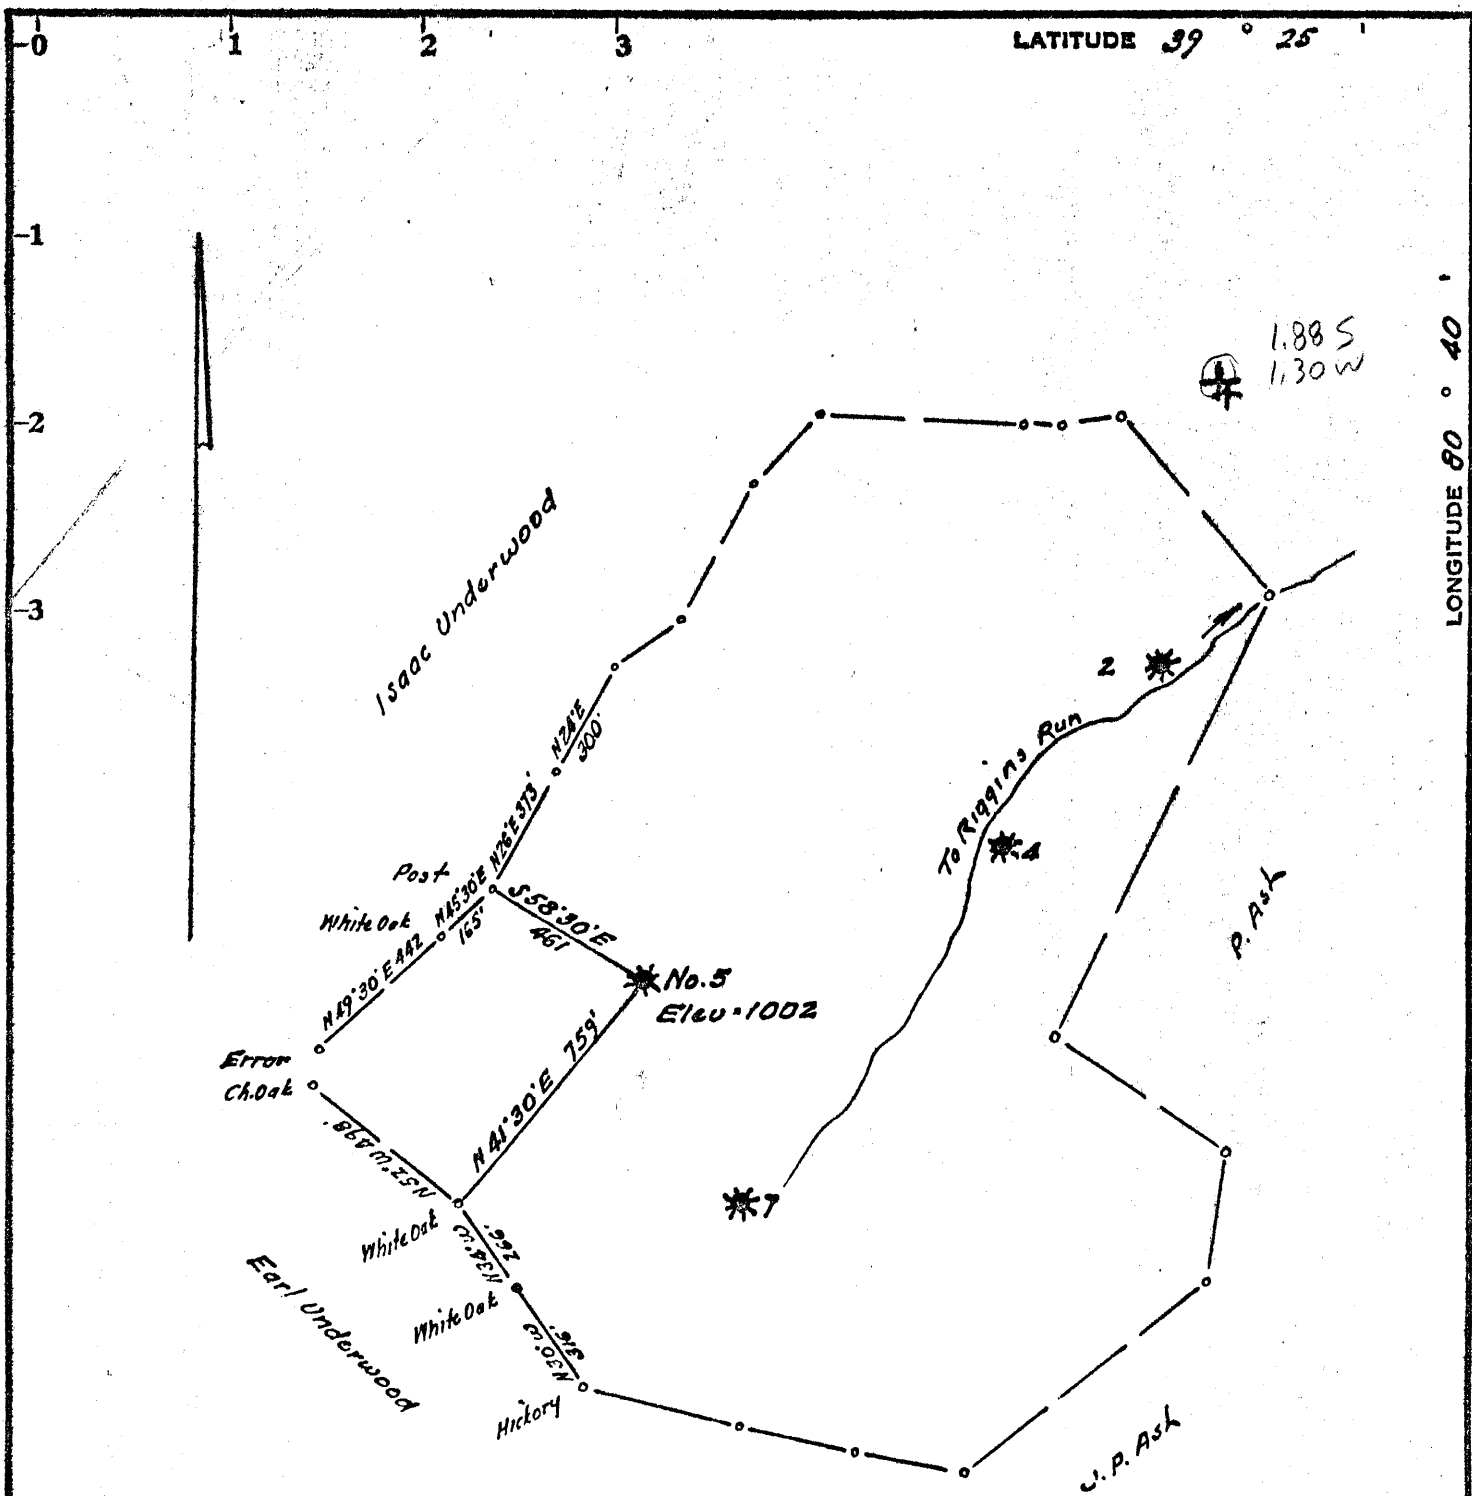 -0 1 2 3 LATITUDE 39 ° 25 '
-1
-2
-3
LONGITUDE 80 ° 40 '
1.88 S
1.30 W
Isaac Underwood
2
To Riggins Run
4
N24°E
300'
N26°E 373'
Post
N45°30'E
165'
White Oak
S58°30'E
461
N49°30'E 442
No. 5
Elev = 1002
P. Ash
Error
Ch. Oak
N41°30'E 759'
N52°W 498'
7
White Oak
266'
N34°W
White Oak
316'
N30°W
Earl Underwood
Hickory
J. P. Ash